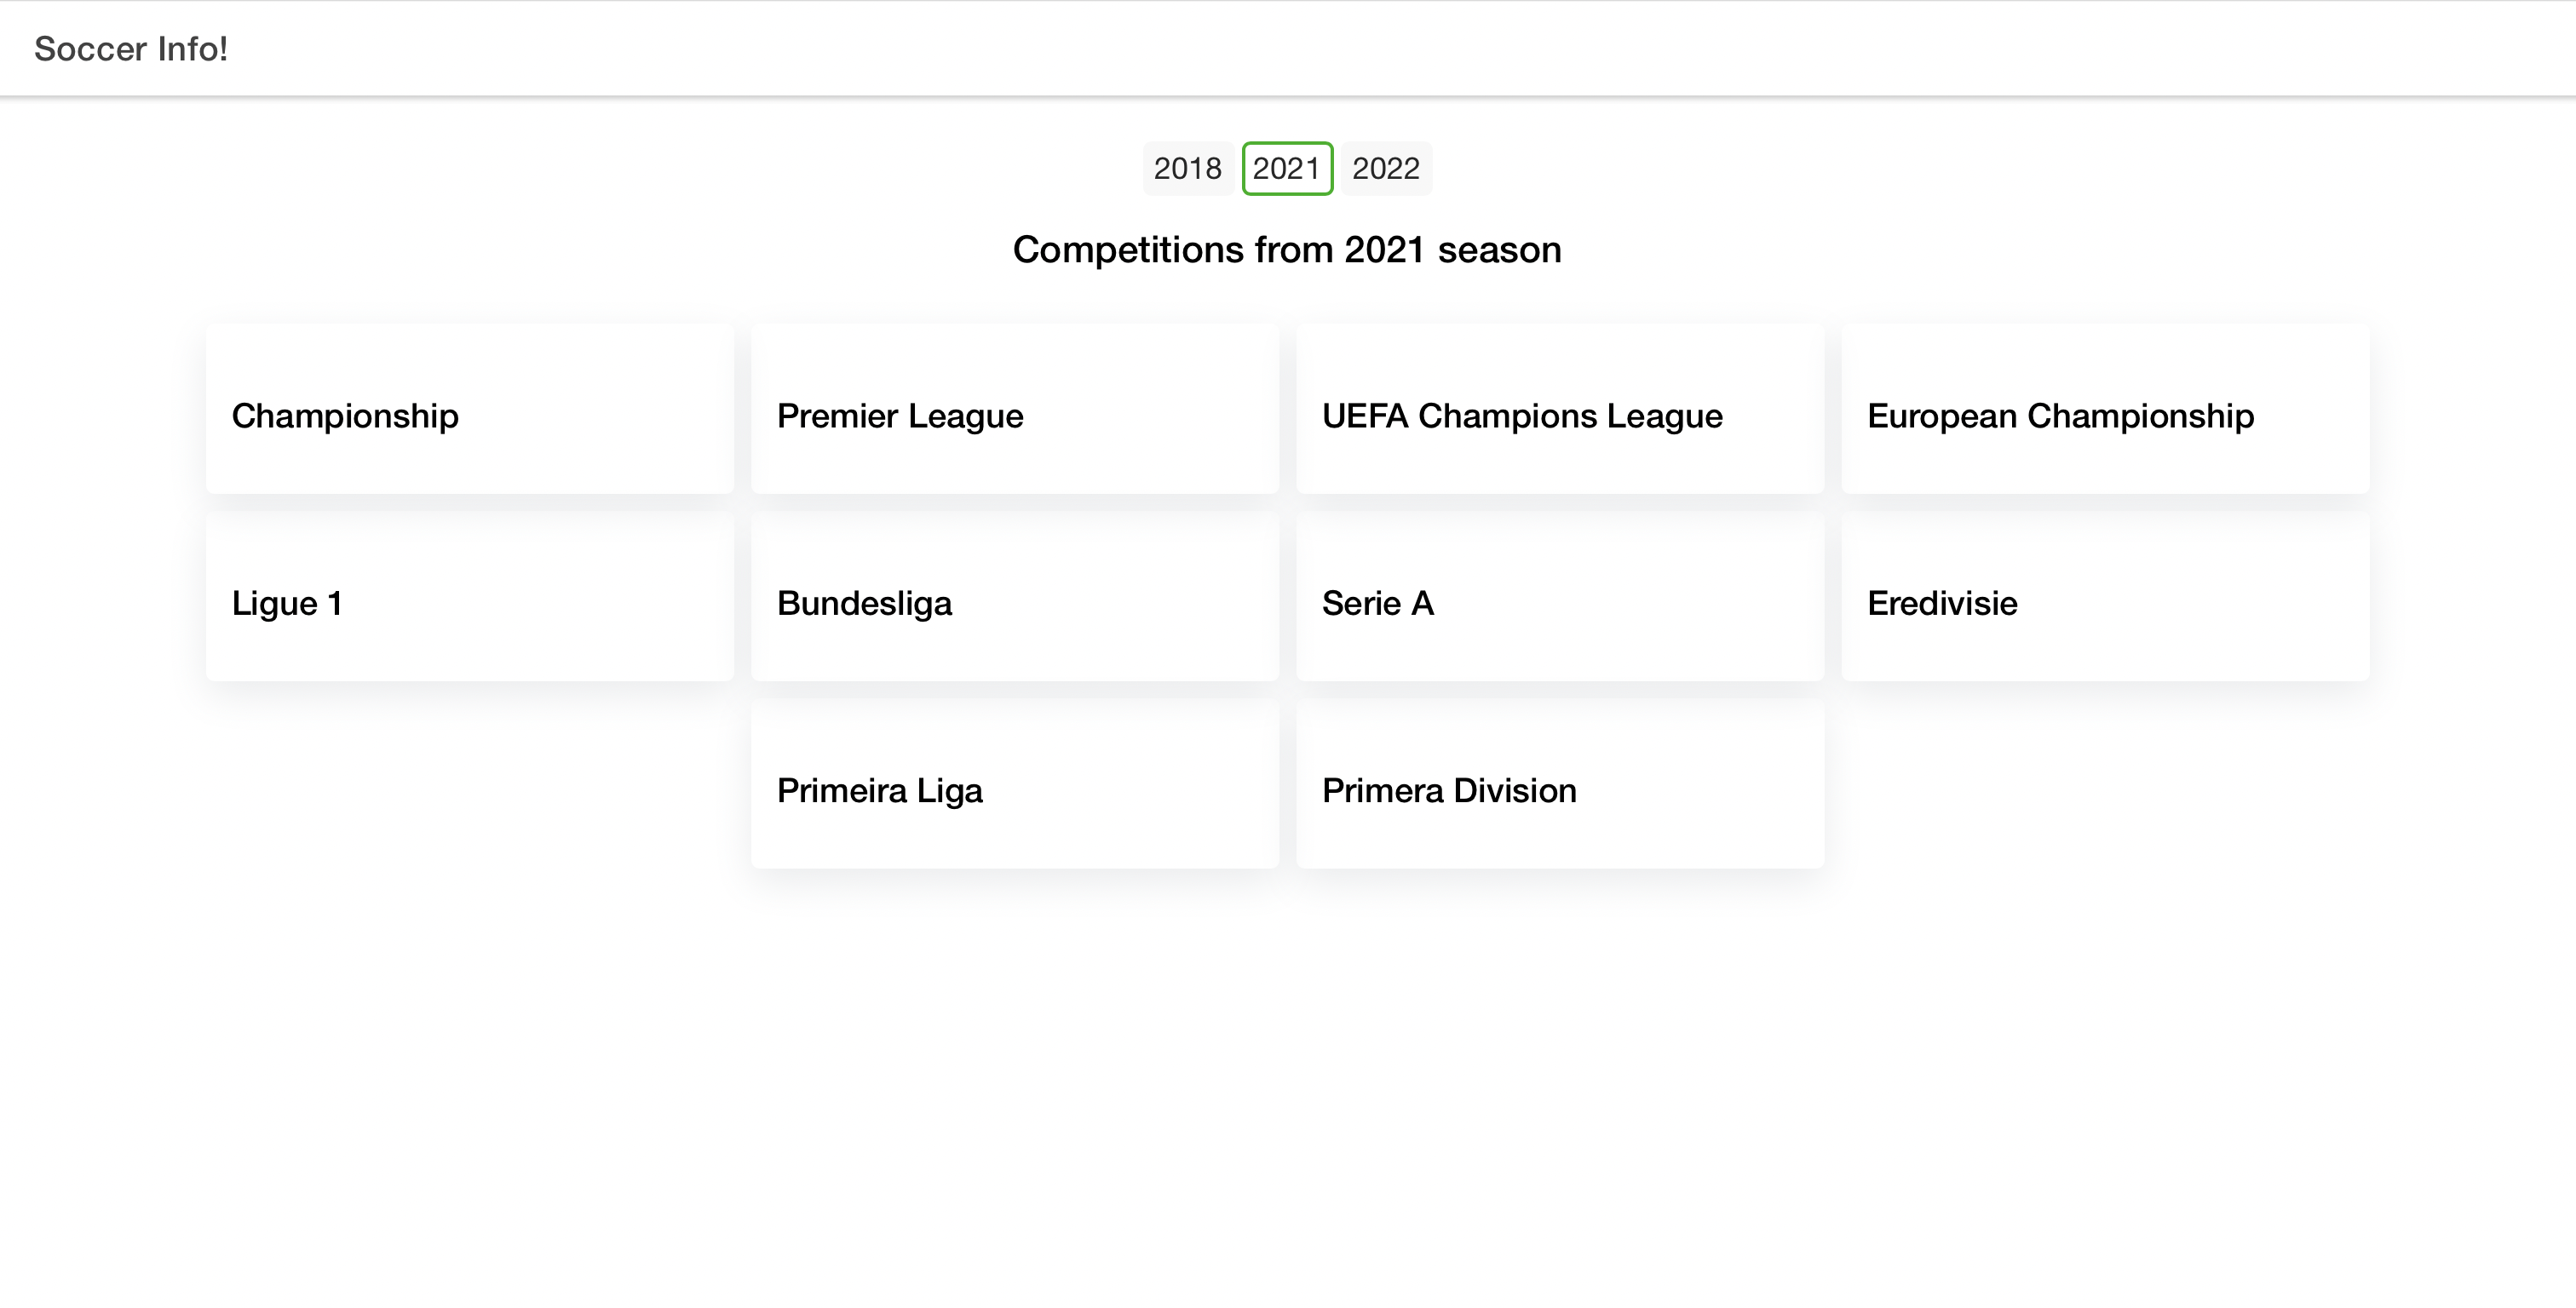 Soccer Info!
2018 2021 2022
Competitions from 2021 season
Championship
Premier League
UEFA Champions League
European Championship
Ligue 1
Bundesliga
Serie A
Eredivisie
Primeira Liga
Primera Division